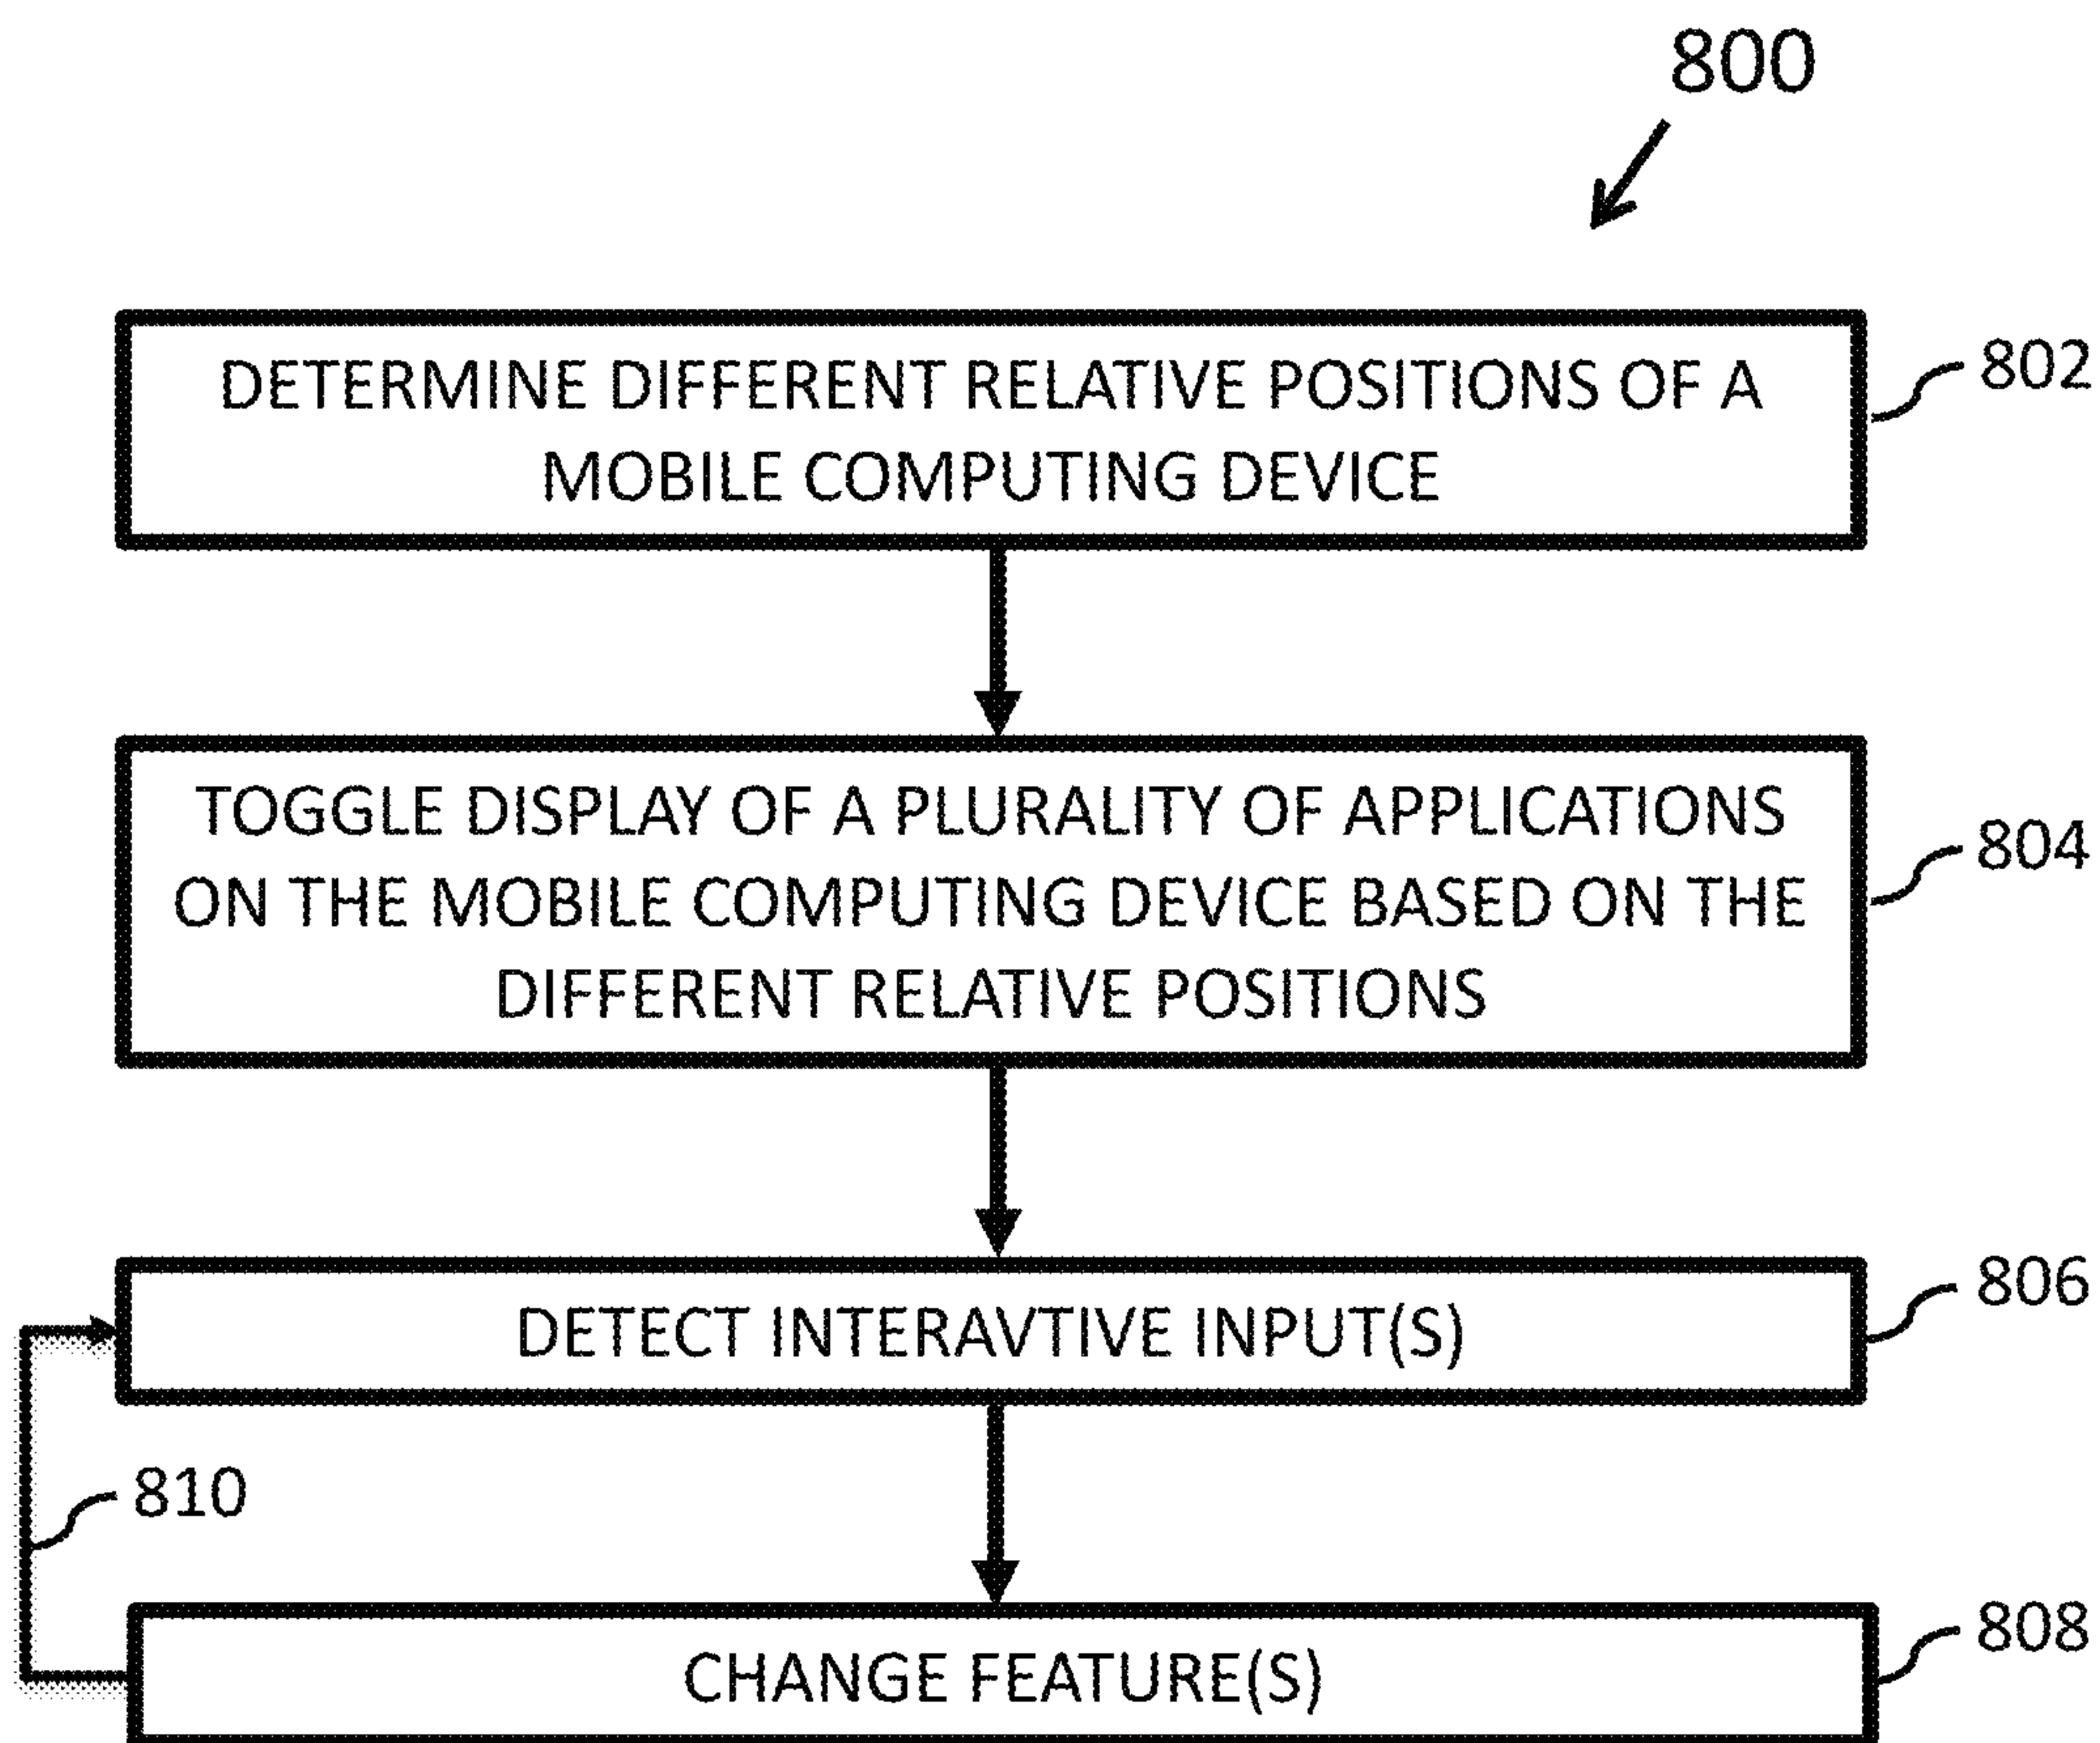 800
DETERMINE DIFFERENT RELATIVE POSITIONS OF A
MOBILE COMPUTING DEVICE
802
TOGGLE DISPLAY OF A PLURALITY OF APPLICATIONS
ON THE MOBILE COMPUTING DEVICE BASED ON THE
DIFFERENT RELATIVE POSITIONS
804
DETECT INTERAVTIVE INPUT(S)
806
810
CHANGE FEATURE(S)
808